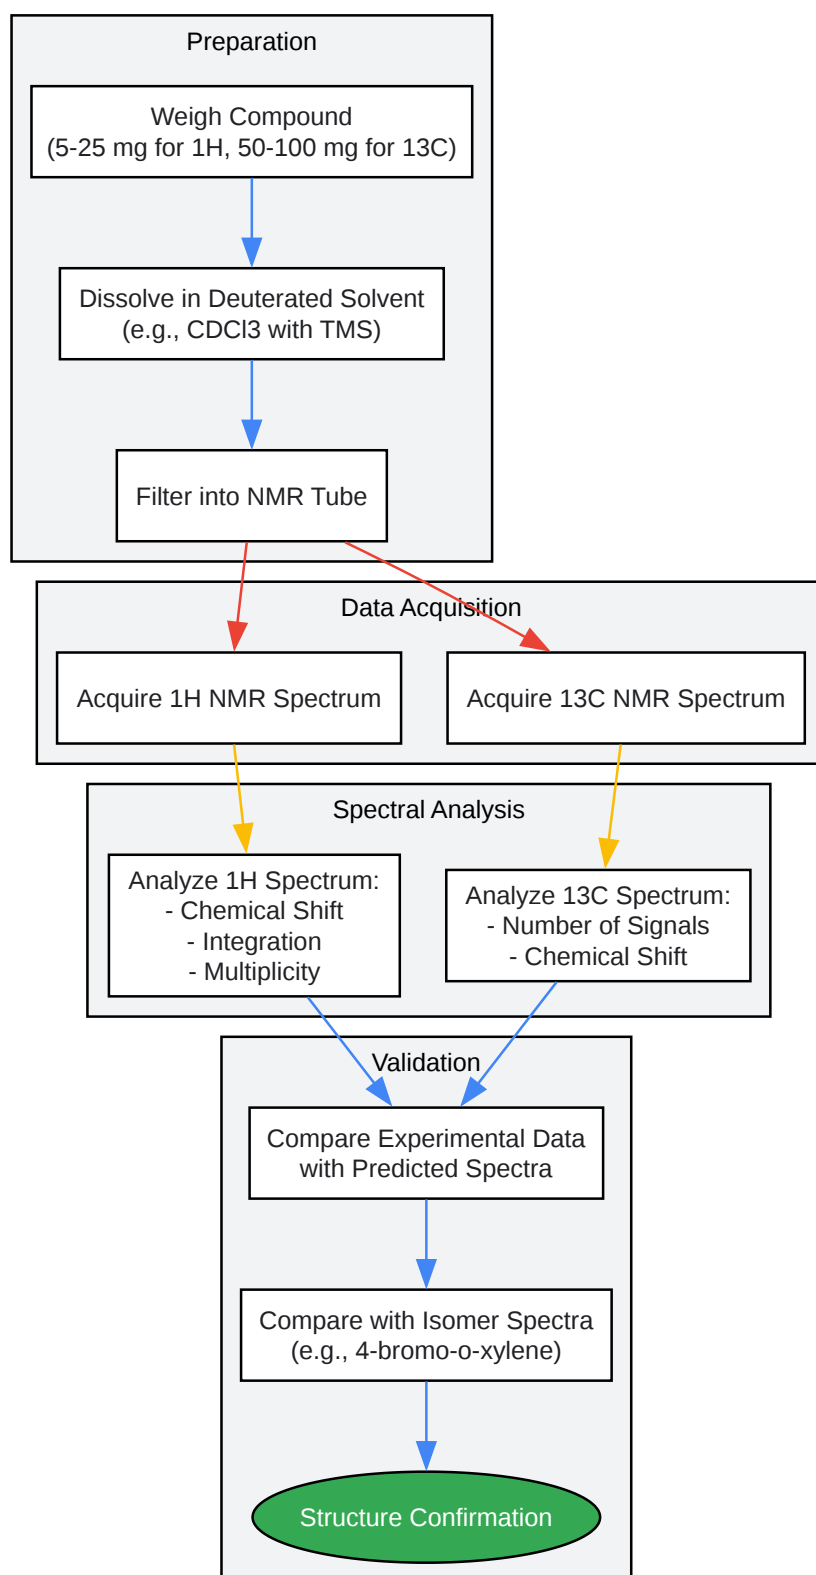 Preparation
Weigh Compound
(5-25 mg for 1H, 50-100 mg for 13C)
Dissolve in Deuterated Solvent
(e.g., CDCl3 with TMS)
Filter into NMR Tube
Data Acquisition
Acquire 1H NMR Spectrum
Acquire 13C NMR Spectrum
Spectral Analysis
Analyze 1H Spectrum:
- Chemical Shift
- Integration
- Multiplicity
Analyze 13C Spectrum:
- Number of Signals
- Chemical Shift
Validation
Compare Experimental Data
with Predicted Spectra
Compare with Isomer Spectra
(e.g., 4-bromo-o-xylene)
Structure Confirmation